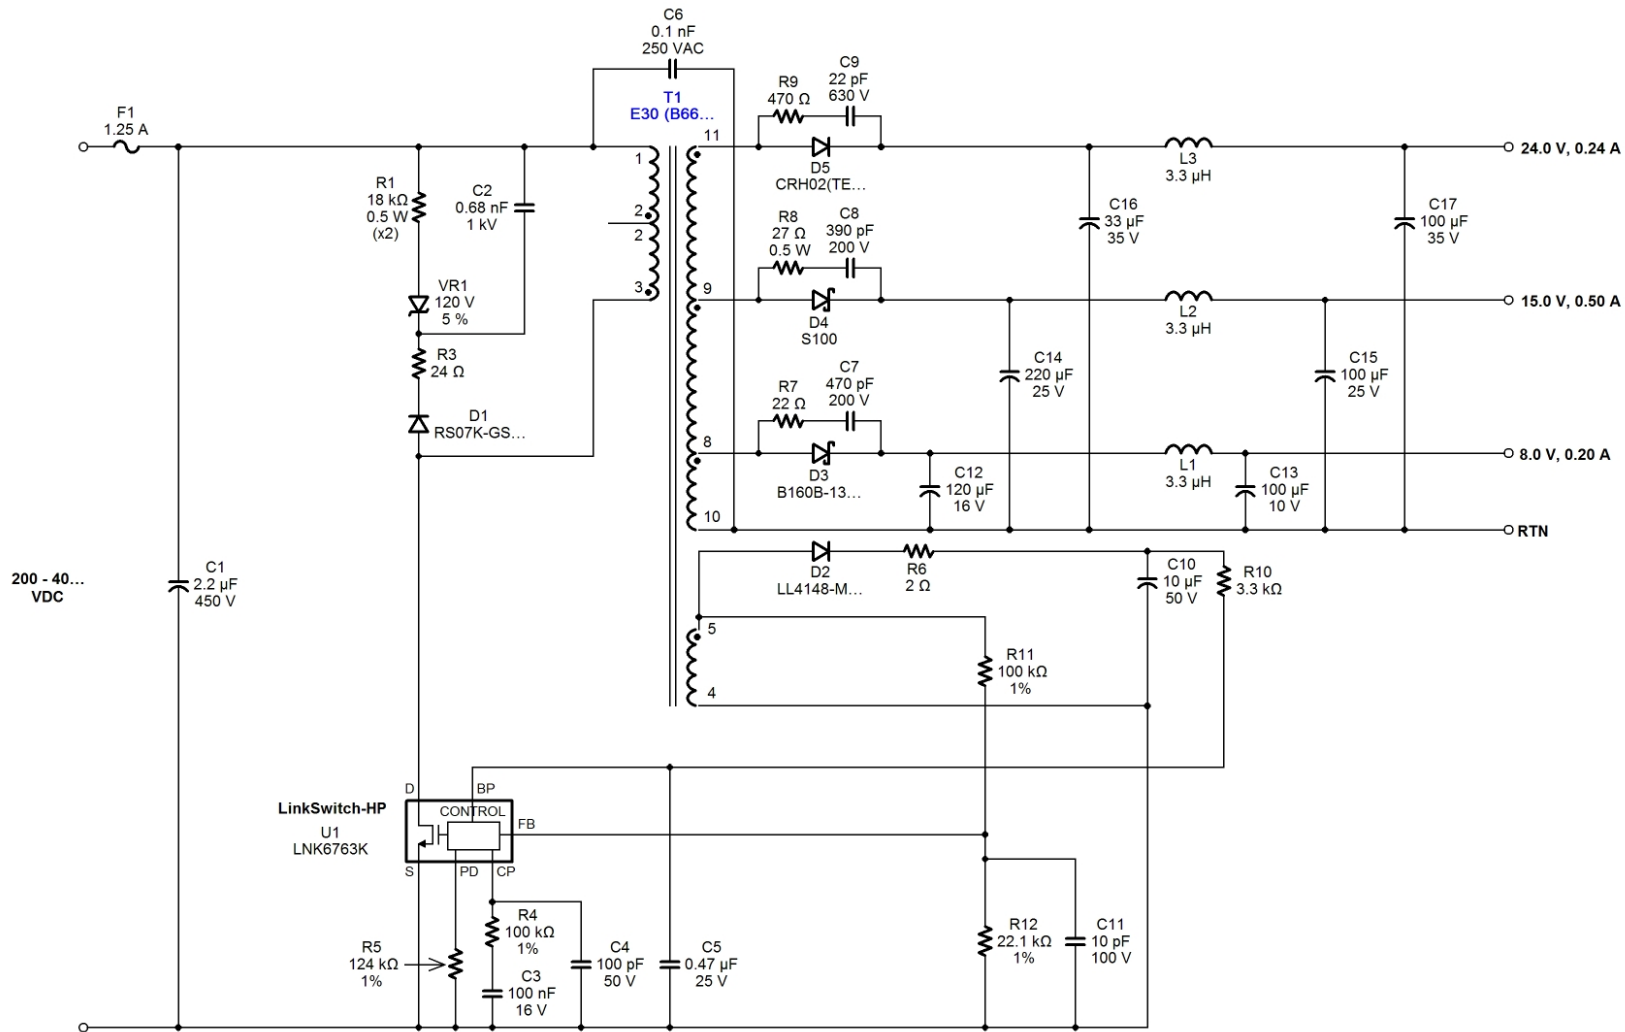 C6
0.1 nF
250 VAC
T1
E30 (B66...
F1
1.25 A
R1
18 kΩ
0.5 W
(x2)
C2
0.68 nF
1 kV
VR1
120 V
5 %
R3
24 Ω
D1
RS07K-GS...
1
2
2
3
11
9
8
10
5
4
R9
470 Ω
C9
22 pF
630 V
D5
CRH02(TE...
R8
27 Ω
0.5 W
C8
390 pF
200 V
D4
S100
R7
22 Ω
C7
470 pF
200 V
D3
B160B-13...
C12
120 µF
16 V
C14
220 µF
25 V
C16
33 µF
35 V
L3
3.3 µH
L2
3.3 µH
L1
3.3 µH
C13
100 µF
10 V
C15
100 µF
25 V
C17
100 µF
35 V
24.0 V, 0.24 A
15.0 V, 0.50 A
8.0 V, 0.20 A
RTN
D2
LL4148-M...
R6
2 Ω
C10
10 µF
50 V
R10
3.3 kΩ
R11
100 kΩ
1%
200 - 40...
VDC
C1
2.2 µF
450 V
LinkSwitch-HP
U1
LNK6763K
D
BP
CONTROL
FB
S
PD
CP
R5
124 kΩ
1%
R4
100 kΩ
1%
C3
100 nF
16 V
C4
100 pF
50 V
C5
0.47 µF
25 V
R12
22.1 kΩ
1%
C11
10 pF
100 V